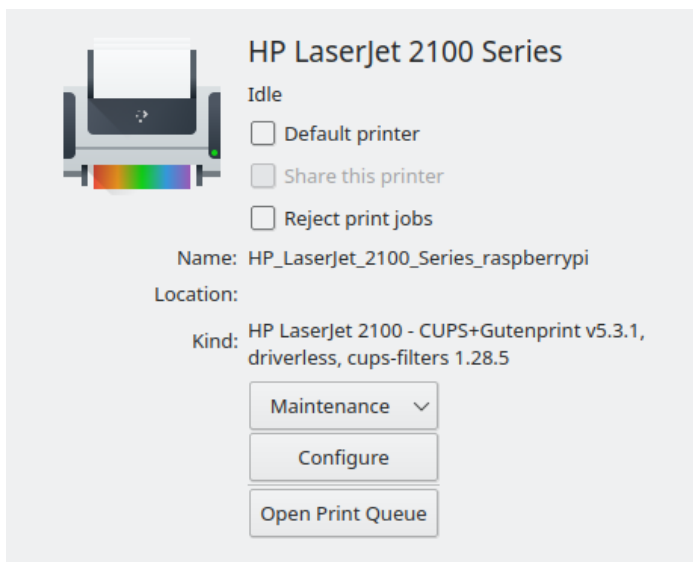 HP LaserJet 2100 Series
Idle
Default printer
Share this printer
Reject print jobs
Name: HP_LaserJet_2100_Series_raspberrypi
Location:
Kind: HP LaserJet 2100 - CUPS+Gutenprint v5.3.1,
driverless, cups-filters 1.28.5
Maintenance
Configure
Open Print Queue